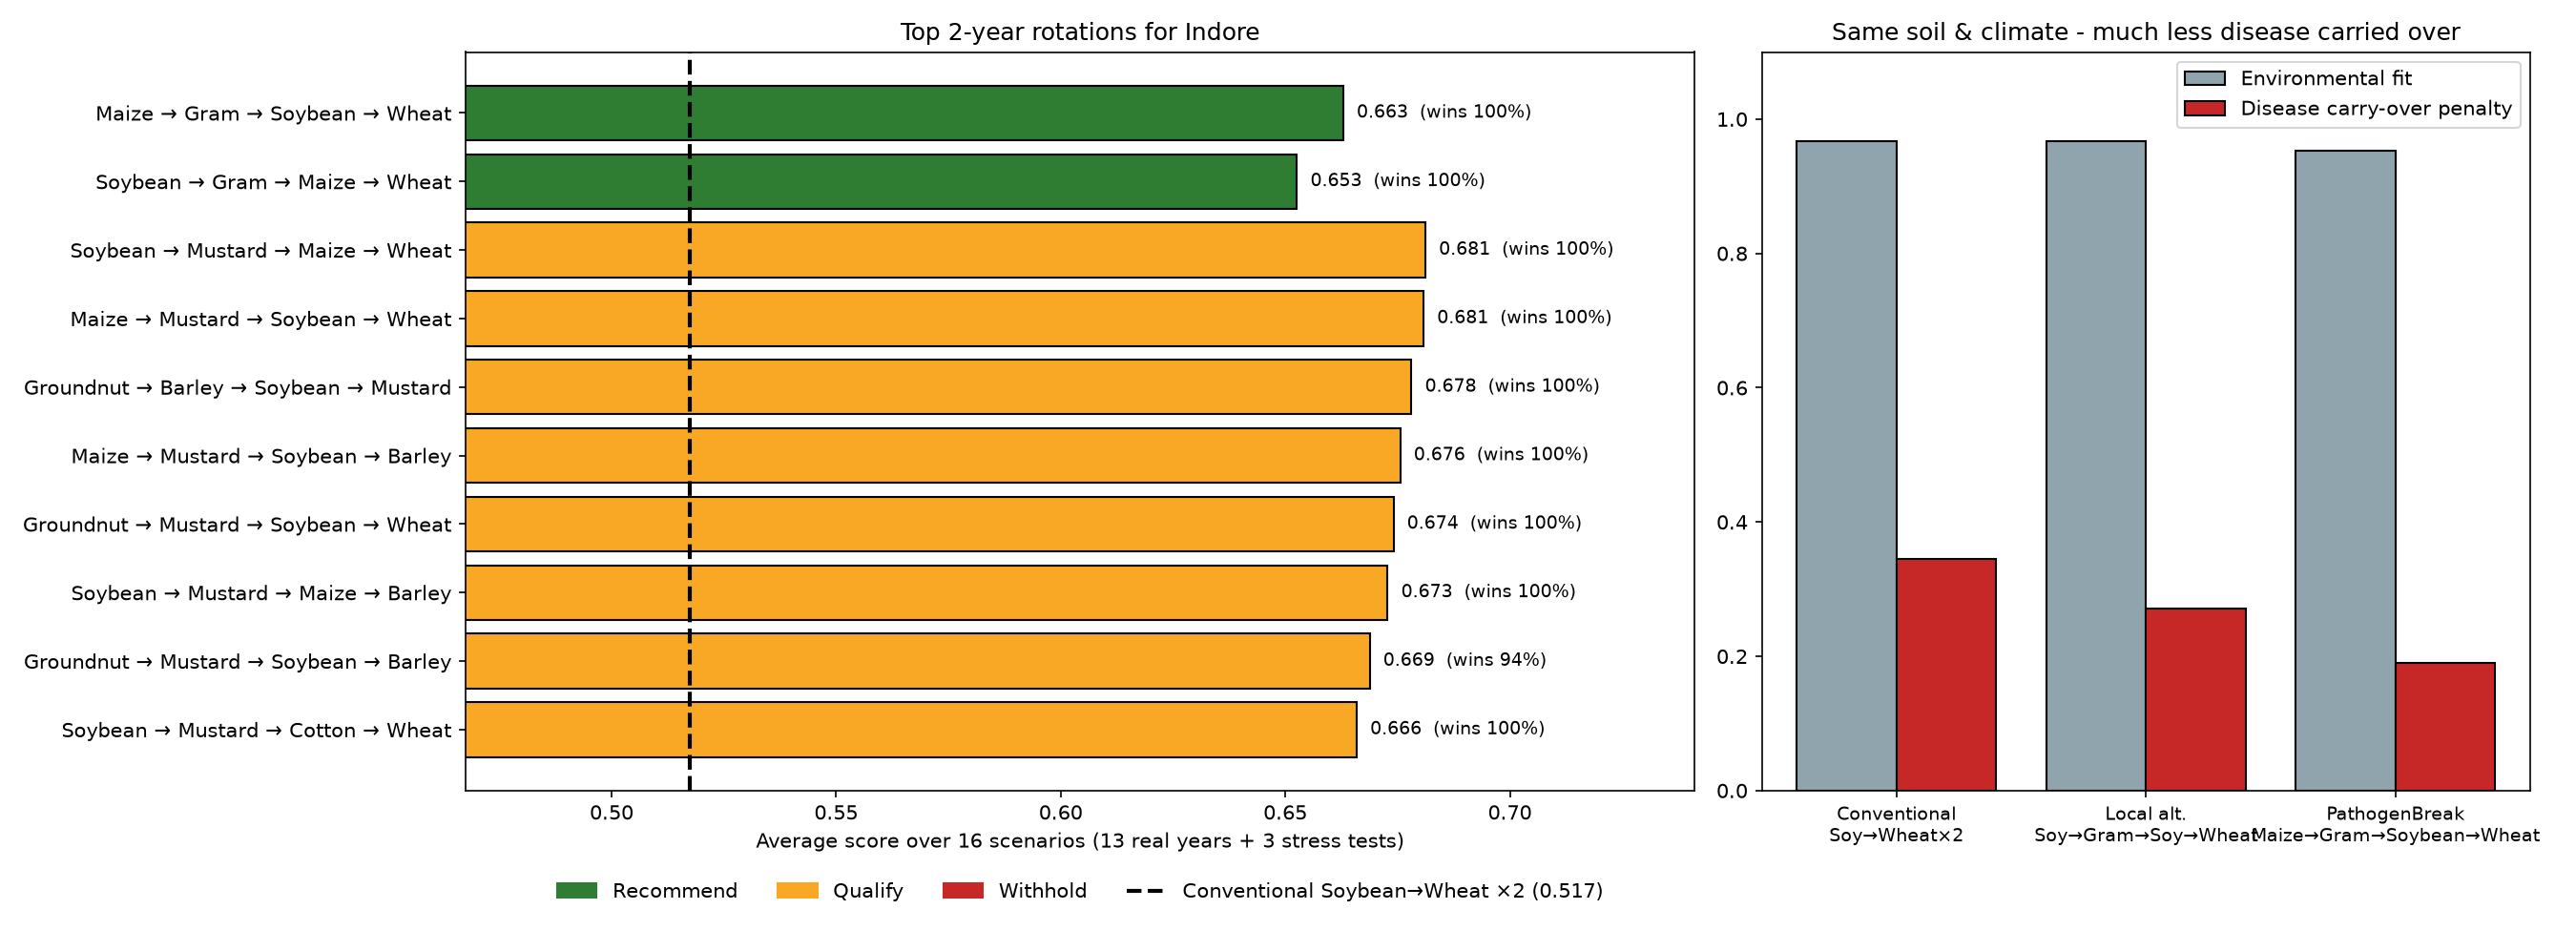 Top 2-year rotations for Indore
Maize → Gram → Soybean → Wheat
0.663 (wins 100%)
Soybean → Gram → Maize → Wheat
0.653 (wins 100%)
Soybean → Mustard → Maize → Wheat
0.681 (wins 100%)
Maize → Mustard → Soybean → Wheat
0.681 (wins 100%)
Groundnut → Barley → Soybean → Mustard
0.678 (wins 100%)
Maize → Mustard → Soybean → Barley
0.676 (wins 100%)
Groundnut → Mustard → Soybean → Wheat
0.674 (wins 100%)
Soybean → Mustard → Maize → Barley
0.673 (wins 100%)
Groundnut → Mustard → Soybean → Barley
0.669 (wins 94%)
Soybean → Mustard → Cotton → Wheat
0.666 (wins 100%)
0.50 0.55 0.60 0.65 0.70
Average score over 16 scenarios (13 real years + 3 stress tests)
Recommend Qualify Withhold Conventional Soybean→Wheat ×2 (0.517)
Same soil & climate - much less disease carried over
Environmental fit
Disease carry-over penalty
1.0
0.8
0.6
0.4
0.2
0.0
Conventional
Soy→Wheat×2
Local alt.
Soy→Gram→Soy→Wheat
PathogenBreak
Maize→Gram→Soybean→Wheat